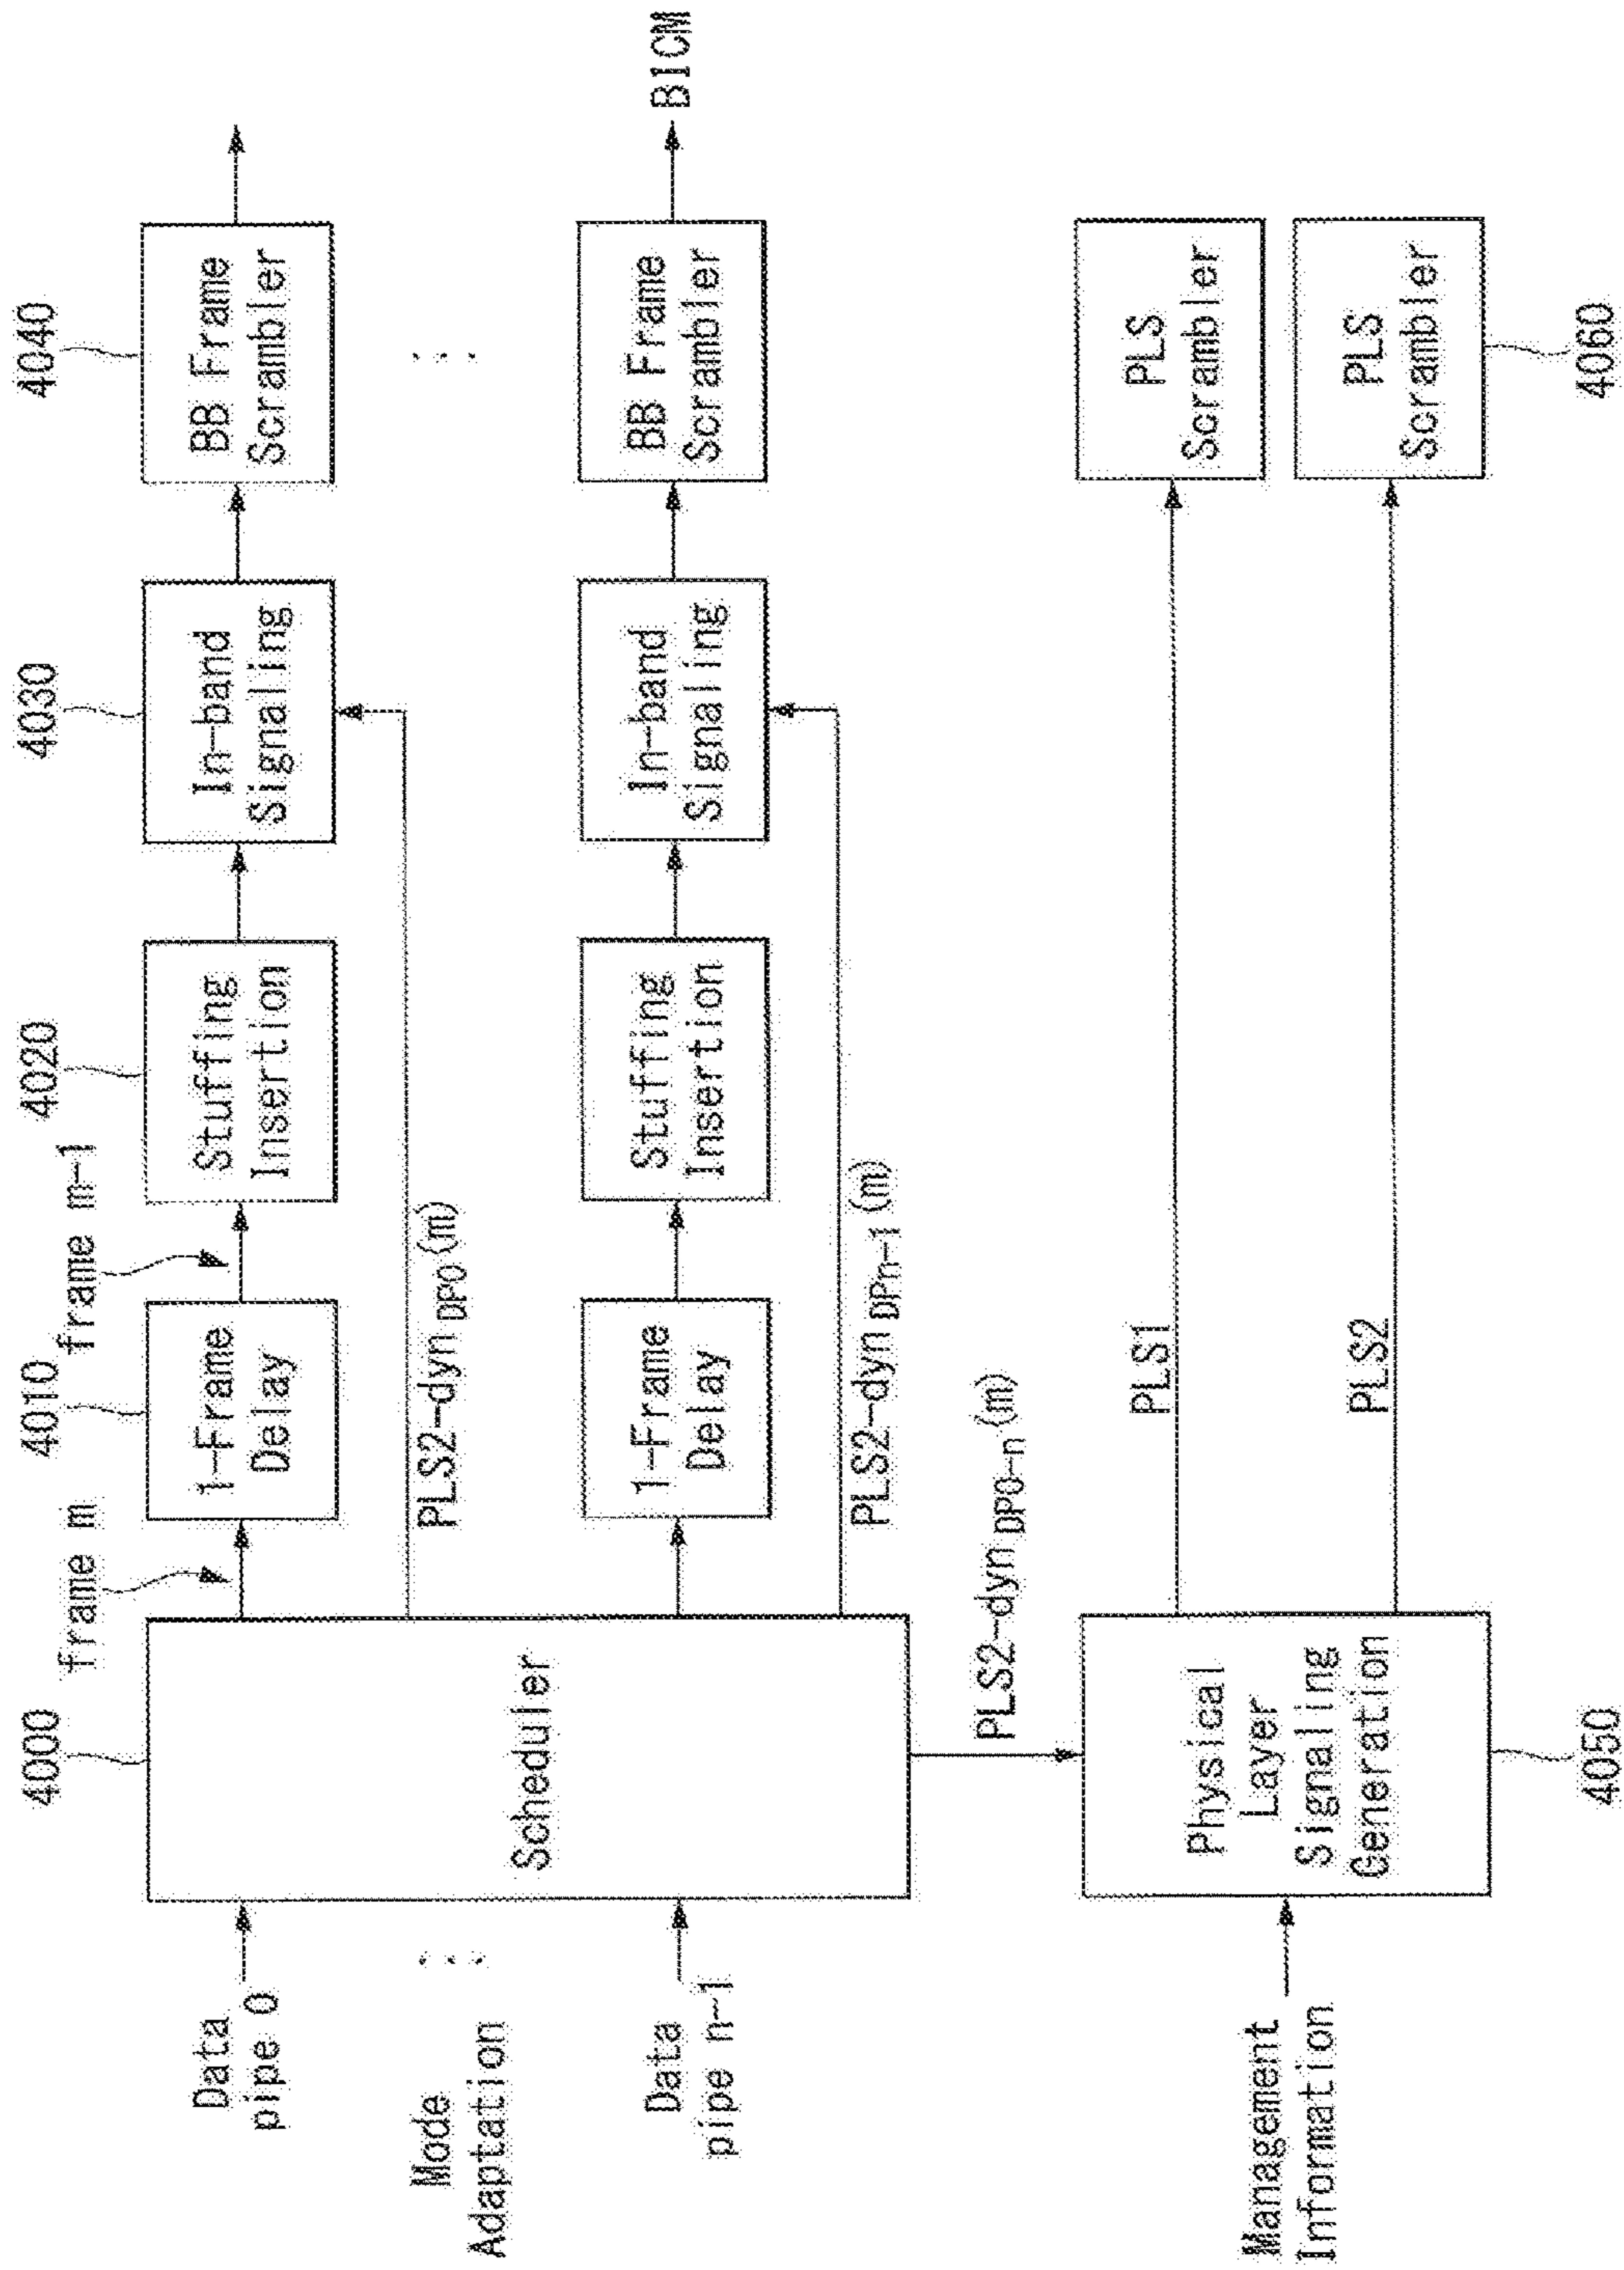 4000
4010
4020
4030
4040
frame m
frame m-1
Data
pipe 0
Mode
Adaptation
Data
pipe n-1
Scheduler
1-Frame
Delay
Stuffing
Insertion
In-band
Signaling
BB Frame
Scrambler
PLS2-dyn DP0(m)
1-Frame
Delay
Stuffing
Insertion
In-band
Signaling
BB Frame
Scrambler
BICM
PLS2-dyn DPn-1(m)
PLS2-dyn DP0-n(m)
Management
Information
Physical
Layer
Signaling
Generation
PLS1
PLS
Scrambler
PLS2
PLS
Scrambler
4050
4060